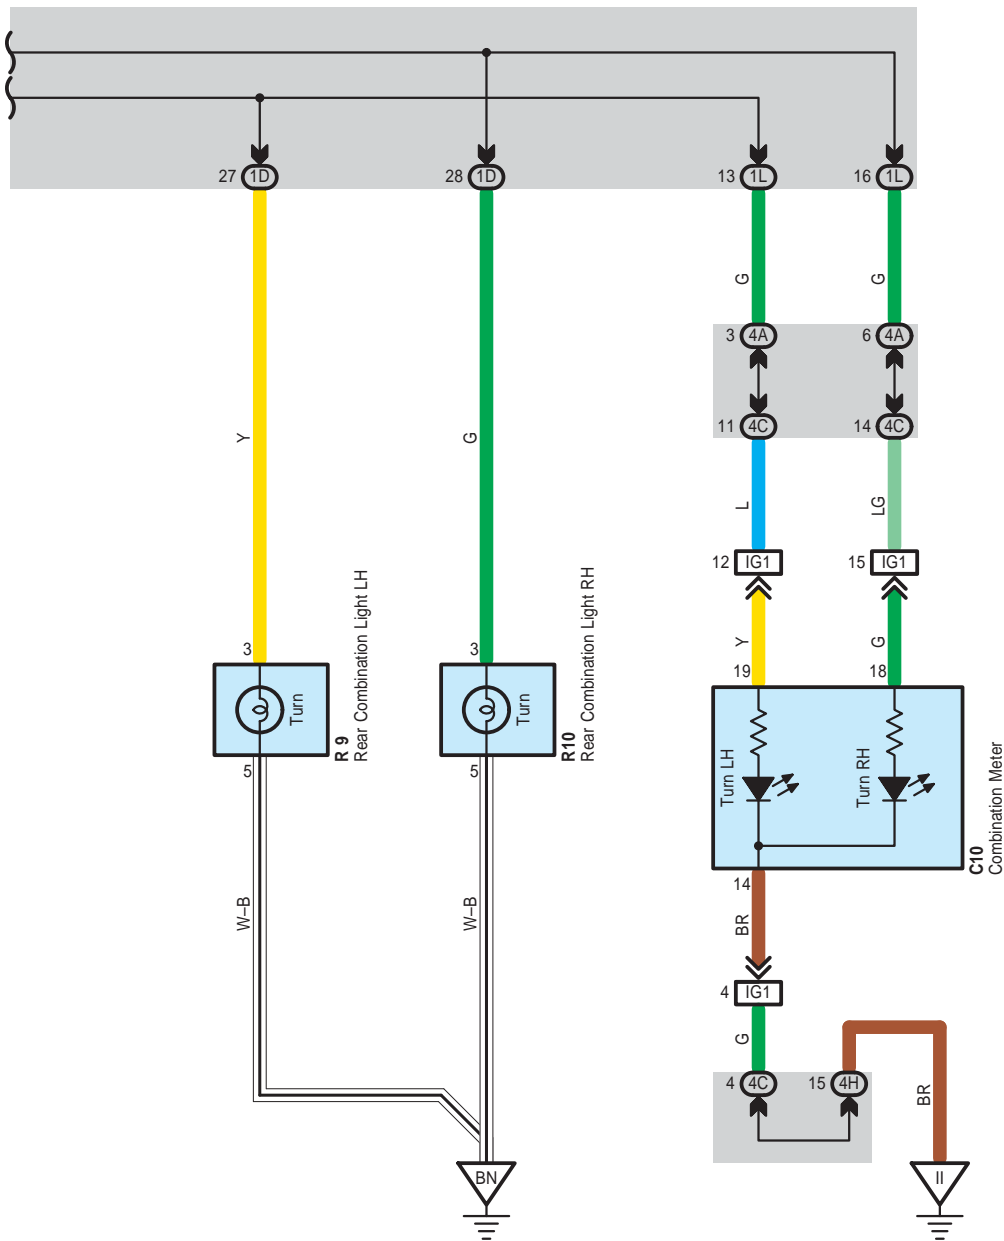 27 1D
28 1D
13 1L
16 1L
G
G
3 4A
6 4A
11 4C
14 4C
Y
G
L
LG
12 IG1
15 IG1
Y
G
3
3
19
18
Turn
R 9
Rear Combination Light LH
Turn
R10
Rear Combination Light RH
Turn LH
Turn RH
C10
Combination Meter
5
5
14
W–B
W–B
BR
4 IG1
G
4 4C
15 4H
BR
BN
II